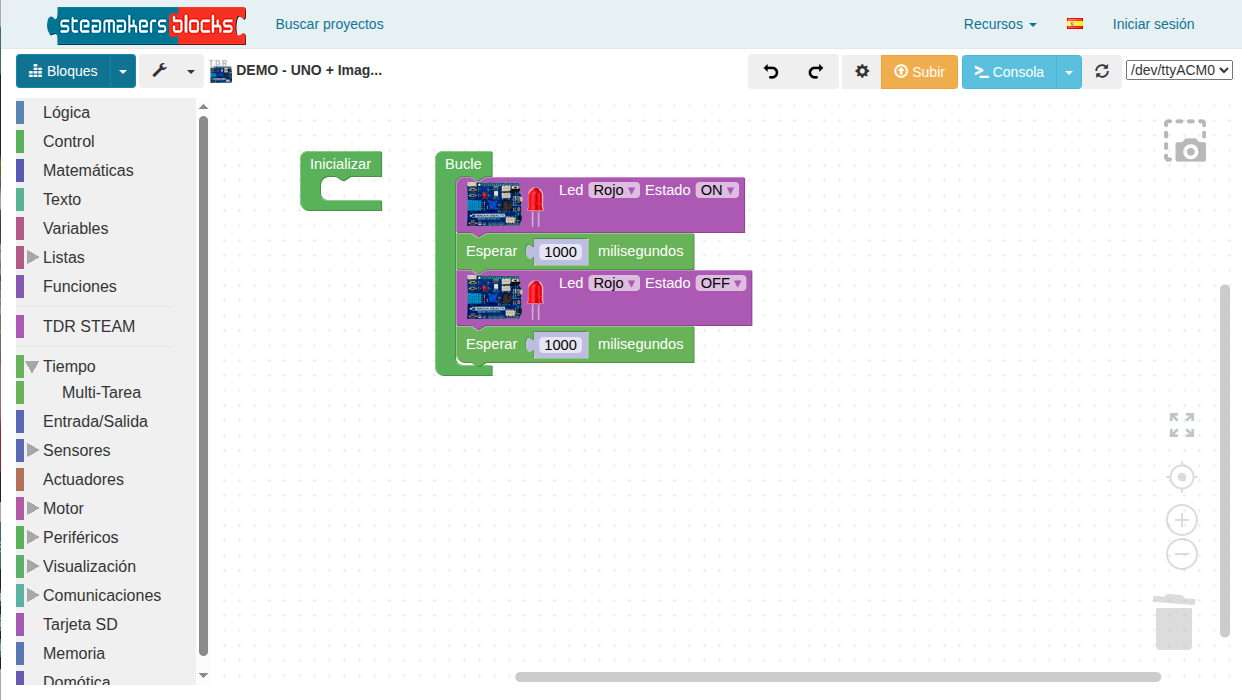 steamakers blocks
Buscar proyectos
Recursos
Iniciar sesión
Bloques
TDR
DEMO - UNO + Imag...
Subir
Consola
/dev/ttyACM0
Lógica
Control
Matemáticas
Texto
Variables
Listas
Funciones
TDR STEAM
Tiempo
Multi-Tarea
Entrada/Salida
Sensores
Actuadores
Motor
Periféricos
Visualización
Comunicaciones
Tarjeta SD
Memoria
Domótica
Inicializar
Bucle
Led Rojo Estado ON
Esperar 1000 milisegundos
Led Rojo Estado OFF
Esperar 1000 milisegundos